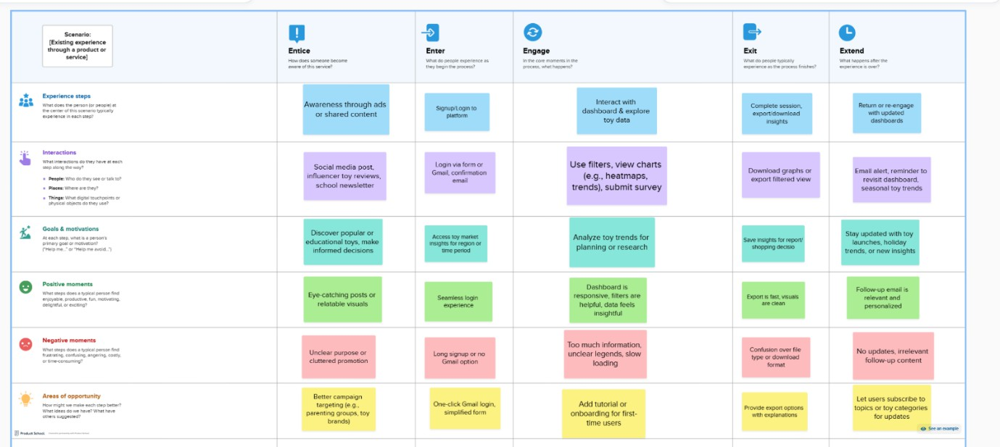 Scenario:
[Existing experience
through a product or
service]
Entice
How does someone become
aware of this service?
Enter
What do people experience as
they begin the process?
Engage
In the core moments in the
process, what happens?
Exit
What do people typically
experience as the process finishes?
Extend
What happens after the
experience is over?
Experience steps
What does the person (or people) at
the center of this scenario typically
experience in each step?
Awareness through ads
or shared content
Signup/Login to
platform
Interact with
dashboard & explore
toy data
Complete session,
export/download
insights
Return or re-engage
with updated
dashboards
Interactions
What interactions do they have at each
step along the way?
People: Who do they see or talk to?
Places: Where are they?
Things: What digital touchpoints or
physical objects do they use?
Social media post,
influencer toy reviews,
school newsletter
Login via form or
Gmail, confirmation
email
Use filters, view charts
(e.g., heatmaps,
trends), submit survey
Download graphs or
export filtered view
Email alert, reminder to
revisit dashboard,
seasonal toy trends
Goals & motivations
At each step, what is a person's
primary goal or motivation?
("Help me..." or "Help me avoid...")
Discover popular or
educational toys, make
informed decisions
Access toy market
insights for region or
time period
Analyze toy trends for
planning or research
Save insights for report/
shopping decisio
Stay updated with toy
launches, holiday
trends, or new insights
Positive moments
What steps does a typical person find
enjoyable, productive, fun, motivating,
delightful, or exciting?
Eye-catching posts or
relatable visuals
Seamless login
experience
Dashboard is
responsive, filters are
helpful, data feels
insightful
Export is fast, visuals
are clean
Follow-up email is
relevant and
personalized
Negative moments
What steps does a typical person find
frustrating, confusing, angering, costly,
or time-consuming?
Unclear purpose or
cluttered promotion
Long signup or no
Gmail option
Too much information,
unclear legends, slow
loading
Confusion over file
type or download
format
No updates, irrelevant
follow-up content
Areas of opportunity
How might we make each step better?
What ideas do we have? What have
others suggested?
Better campaign
targeting (e.g.,
parenting groups, toy
brands)
One-click Gmail login,
simplified form
Add tutorial or
onboarding for first-
time users
Provide export options
with explanations
Let users subscribe to
topics or toy categories
for updates
Product School
See an example